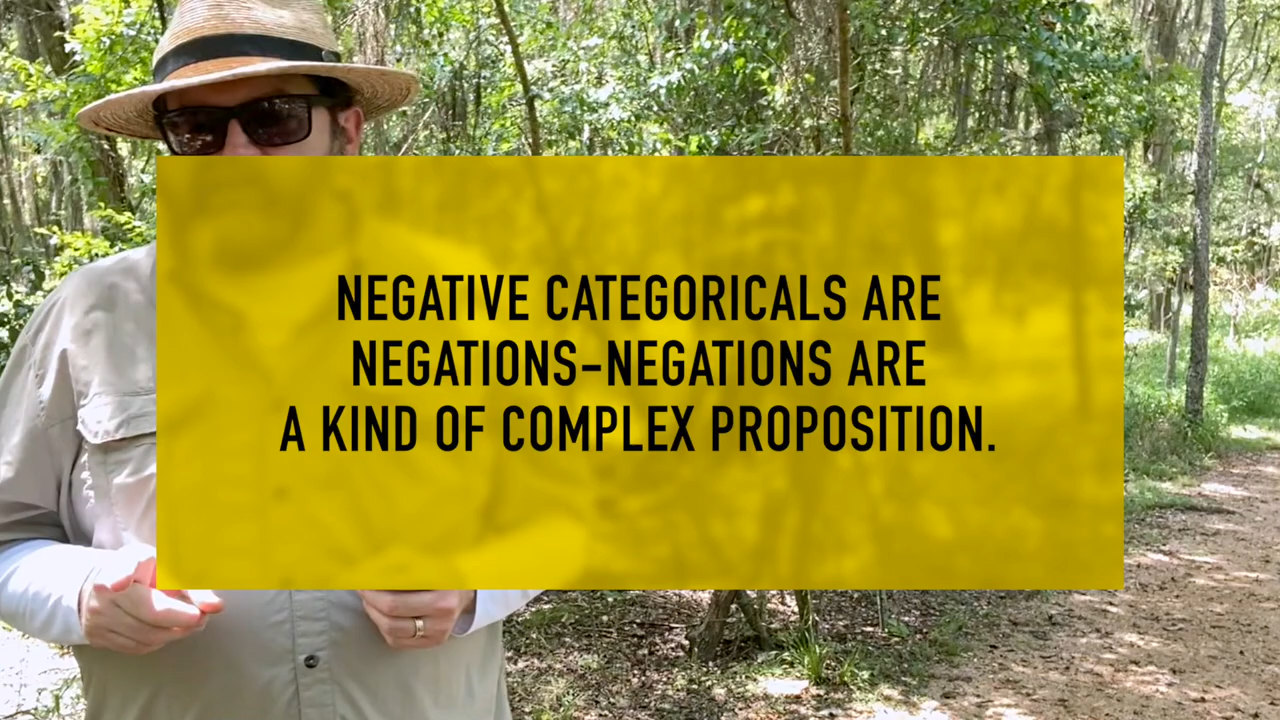 NEGATIVE CATEGORICALS ARE
NEGATIONS-NEGATIONS ARE
A KIND OF COMPLEX PROPOSITION.